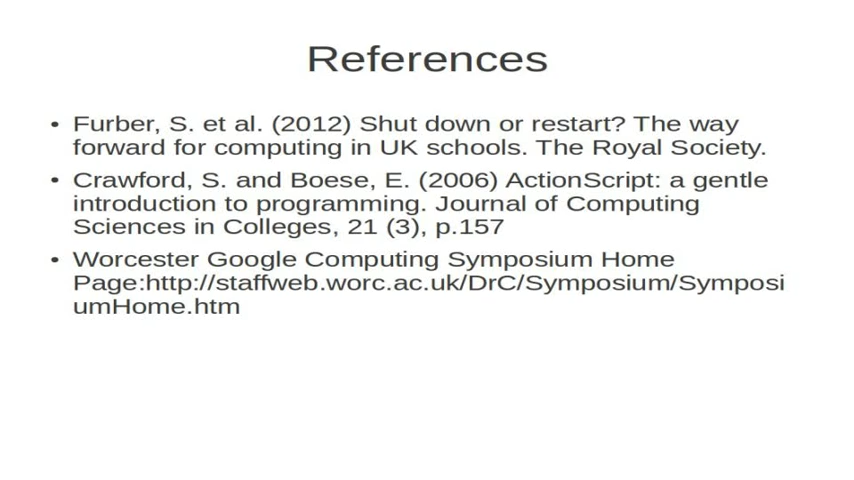 References
• Furber, S. et al. (2012) Shut down or restart? The way
forward for computing in UK schools. The Royal Society.
• Crawford, S. and Boese, E. (2006) ActionScript: a gentle
introduction to programming. Journal of Computing
Sciences in Colleges, 21 (3), p.157
• Worcester Google Computing Symposium Home
Page:http://staffweb.worc.ac.uk/DrC/Symposium/Symposi
umHome.htm